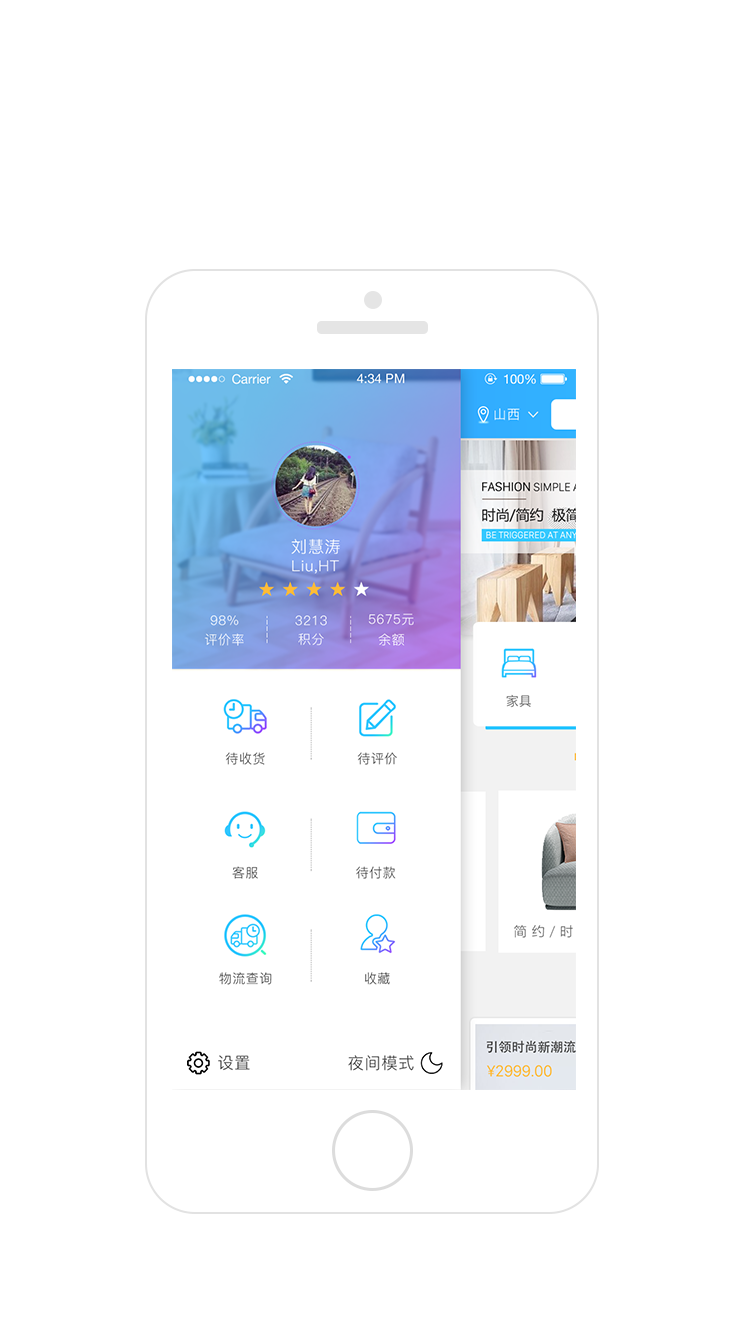 Carrier
4:34 PM
100%
山西
刘慧涛
Liu,HT
98%
评价率
3213
积分
5675元
余额
FASHION SIMPLE A
时尚/简约 极简
BE TRIGGERED AT ANY
家具
待收货
待评价
客服
待付款
物流查询
收藏
简约/时
设置
夜间模式
引领时尚新潮流
¥2999.00